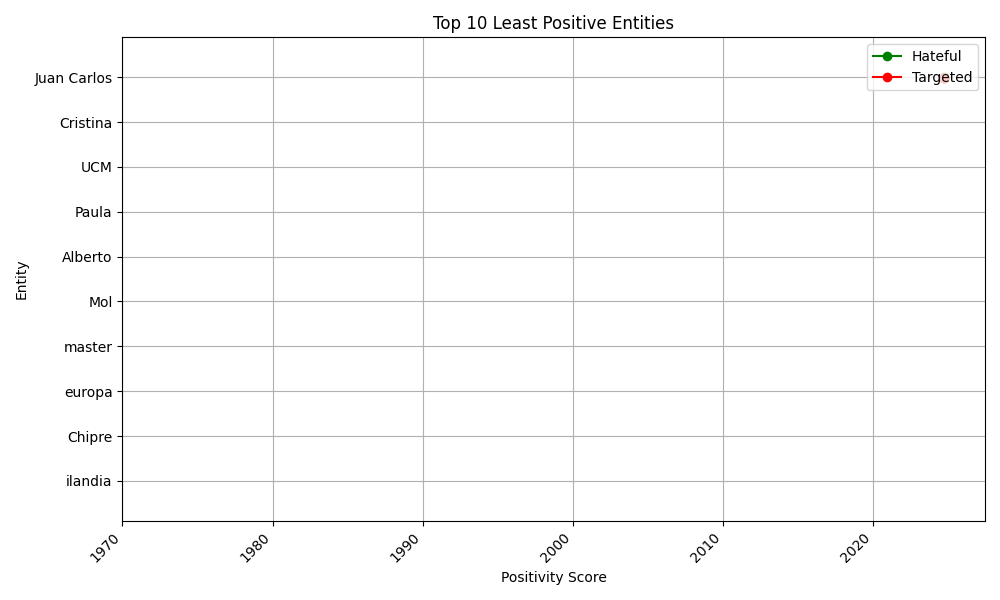 Top 10 Least Positive Entities
Hateful
Targeted
Juan Carlos
Cristina
UCM
Paula
Alberto
Mol
master
europa
Chipre
ilandia
Entity
1970
1980
1990
2000
2010
2020
Positivity Score